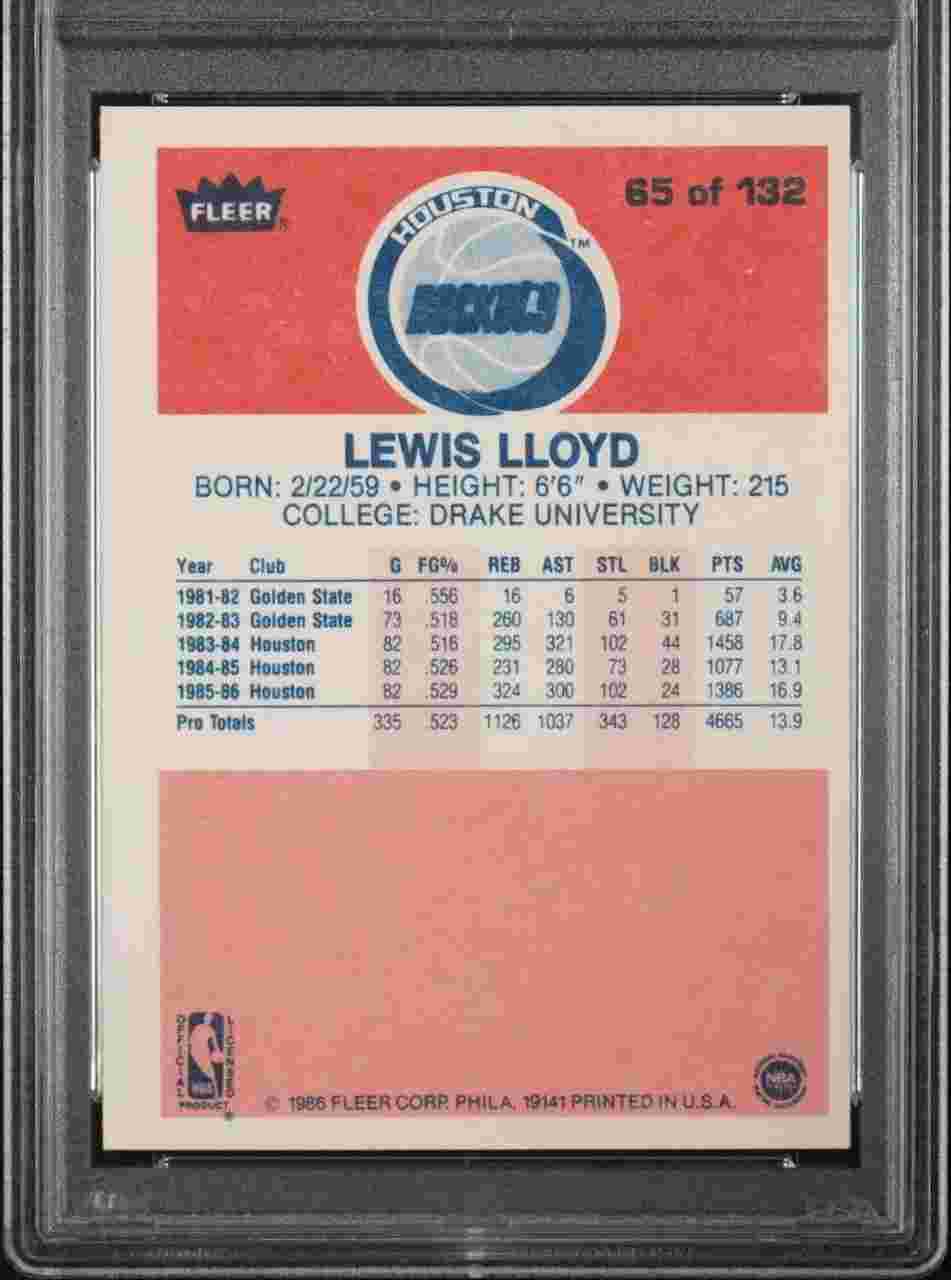 FLEER
65 of 132
HOUSTON
TM
ROCKETS
LEWIS LLOYD
BORN: 2/22/59 • HEIGHT: 6'6" • WEIGHT: 215
COLLEGE: DRAKE UNIVERSITY
Year Club G FG% REB AST STL BLK PTS AVG
1981-82 Golden State 16 .556 16 6 5 1 57 3.6
1982-83 Golden State 73 .518 260 130 61 31 687 9.4
1983-84 Houston 82 .516 295 321 102 44 1458 17.8
1984-85 Houston 82 .526 231 280 73 28 1077 13.1
1985-86 Houston 82 .529 324 300 102 24 1386 16.9
Pro Totals 335 .523 1126 1037 343 128 4665 13.9
OFFICIAL LICENSED
NBA
PRODUCT
© 1986 FLEER CORP. PHILA. 19141 PRINTED IN U.S.A.
NBA